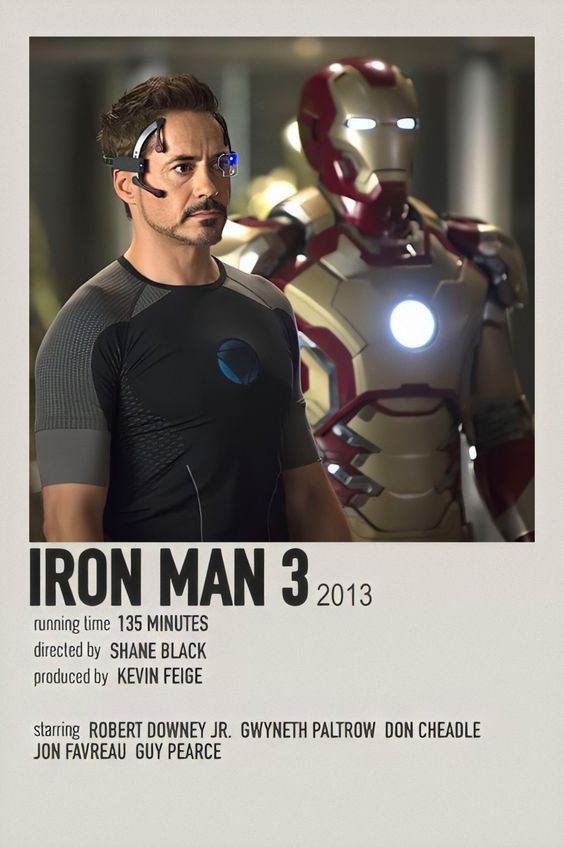 IRON MAN 3 2013
running time 135 MINUTES
directed by SHANE BLACK
produced by KEVIN FEIGE
starring ROBERT DOWNEY JR. GWYNETH PALTROW DON CHEADLE
JON FAVREAU GUY PEARCE